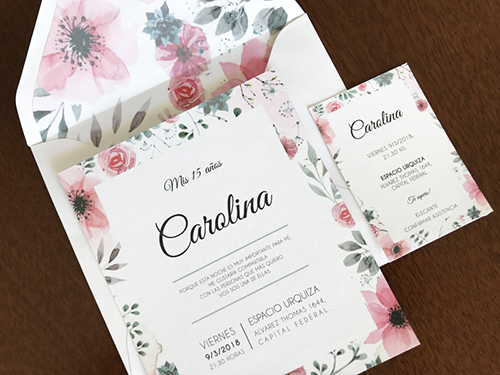 Mis 15 años
Carolina
PORQUE ESTA NOCHE ES MUY IMPORTANTE PARA MI,
ME GUSTARIA COMPARTIRLA
CON LAS PERSONAS QUE MÁS QUIERO.
VOS SOS UNA DE ELLAS.
VIERNES
9/3/2018
21:30 HORAS
ESPACIO URQUIZA
ALVAREZ THOMAS 1644,
CAPITAL FEDERAL.
Carolina
VIERNES 9/3/2018,
21:30 HS.
ESPACIO URQUIZA
ALVAREZ THOMAS 1644,
CAPITAL FEDERAL
Te espero!
ELEGANTE
CONFIRMAR ASISTENCIA